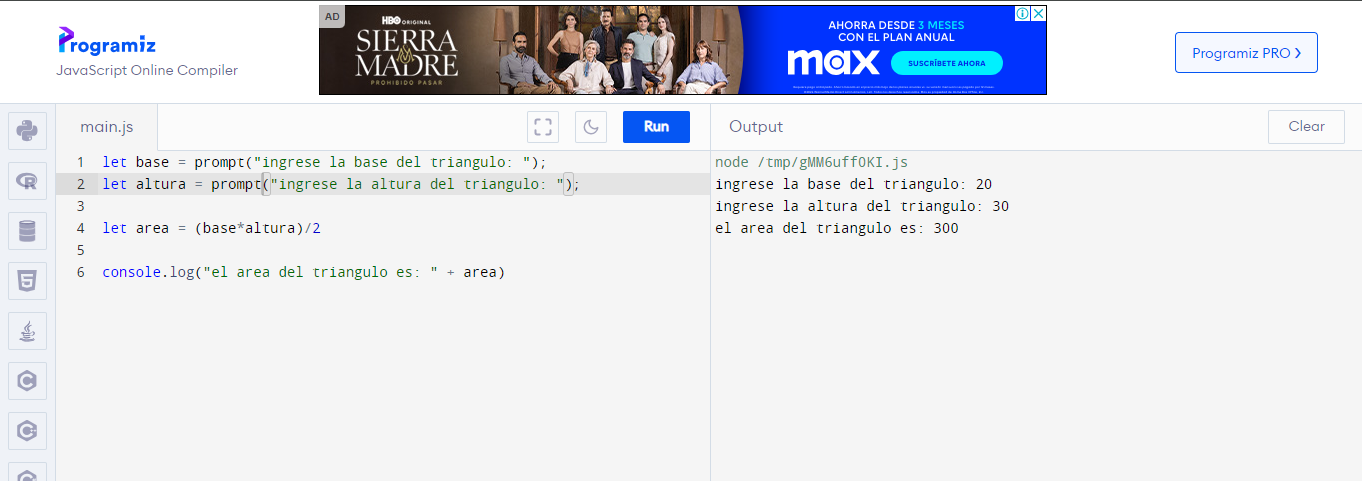 AD
HBO ORIGINAL
SIERRA
MADRE
PROHIBIDO PASAR
AHORRA DESDE 3 MESES
CON EL PLAN ANUAL
max
SUSCRÍBETE AHORA
Programiz
JavaScript Online Compiler
Programiz PRO >
main.js
Run
Output
Clear
1 let base = prompt("ingrese la base del triangulo: ");
2 let altura = prompt("ingrese la altura del triangulo: ");
3
4 let area = (base*altura)/2
5
6 console.log("el area del triangulo es: " + area)
node /tmp/gMM6uff0KI.js
ingrese la base del triangulo: 20
ingrese la altura del triangulo: 30
el area del triangulo es: 300